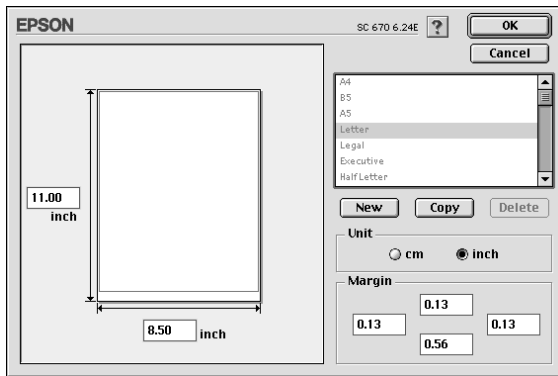 EPSON
SC 670 6.24E ? OK
Cancel
A4
B5
A5
Letter
Legal
Executive
Half Letter
11.00
inch
8.50 inch
New Copy Delete
Unit
cm inch
Margin
0.13
0.13 0.13
0.56